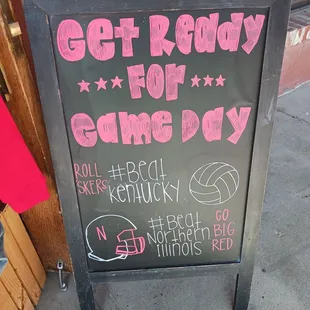 Get Ready
FOR
Game Day
ROLL
SKERS
#Beat
Kentucky
N
#Beat
Northern
Illinois
GO
BIG
RED